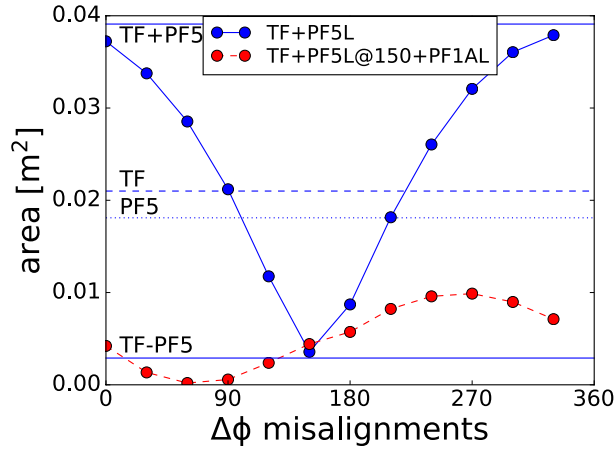 0.04
TF+PF5
TF+PF5L
TF+PF5L@150+PF1AL
0.03
TF
0.02
PF5
0.01
TF-PF5
0.00
0 90 180 270 360
area [m²]
Δϕ misalignments